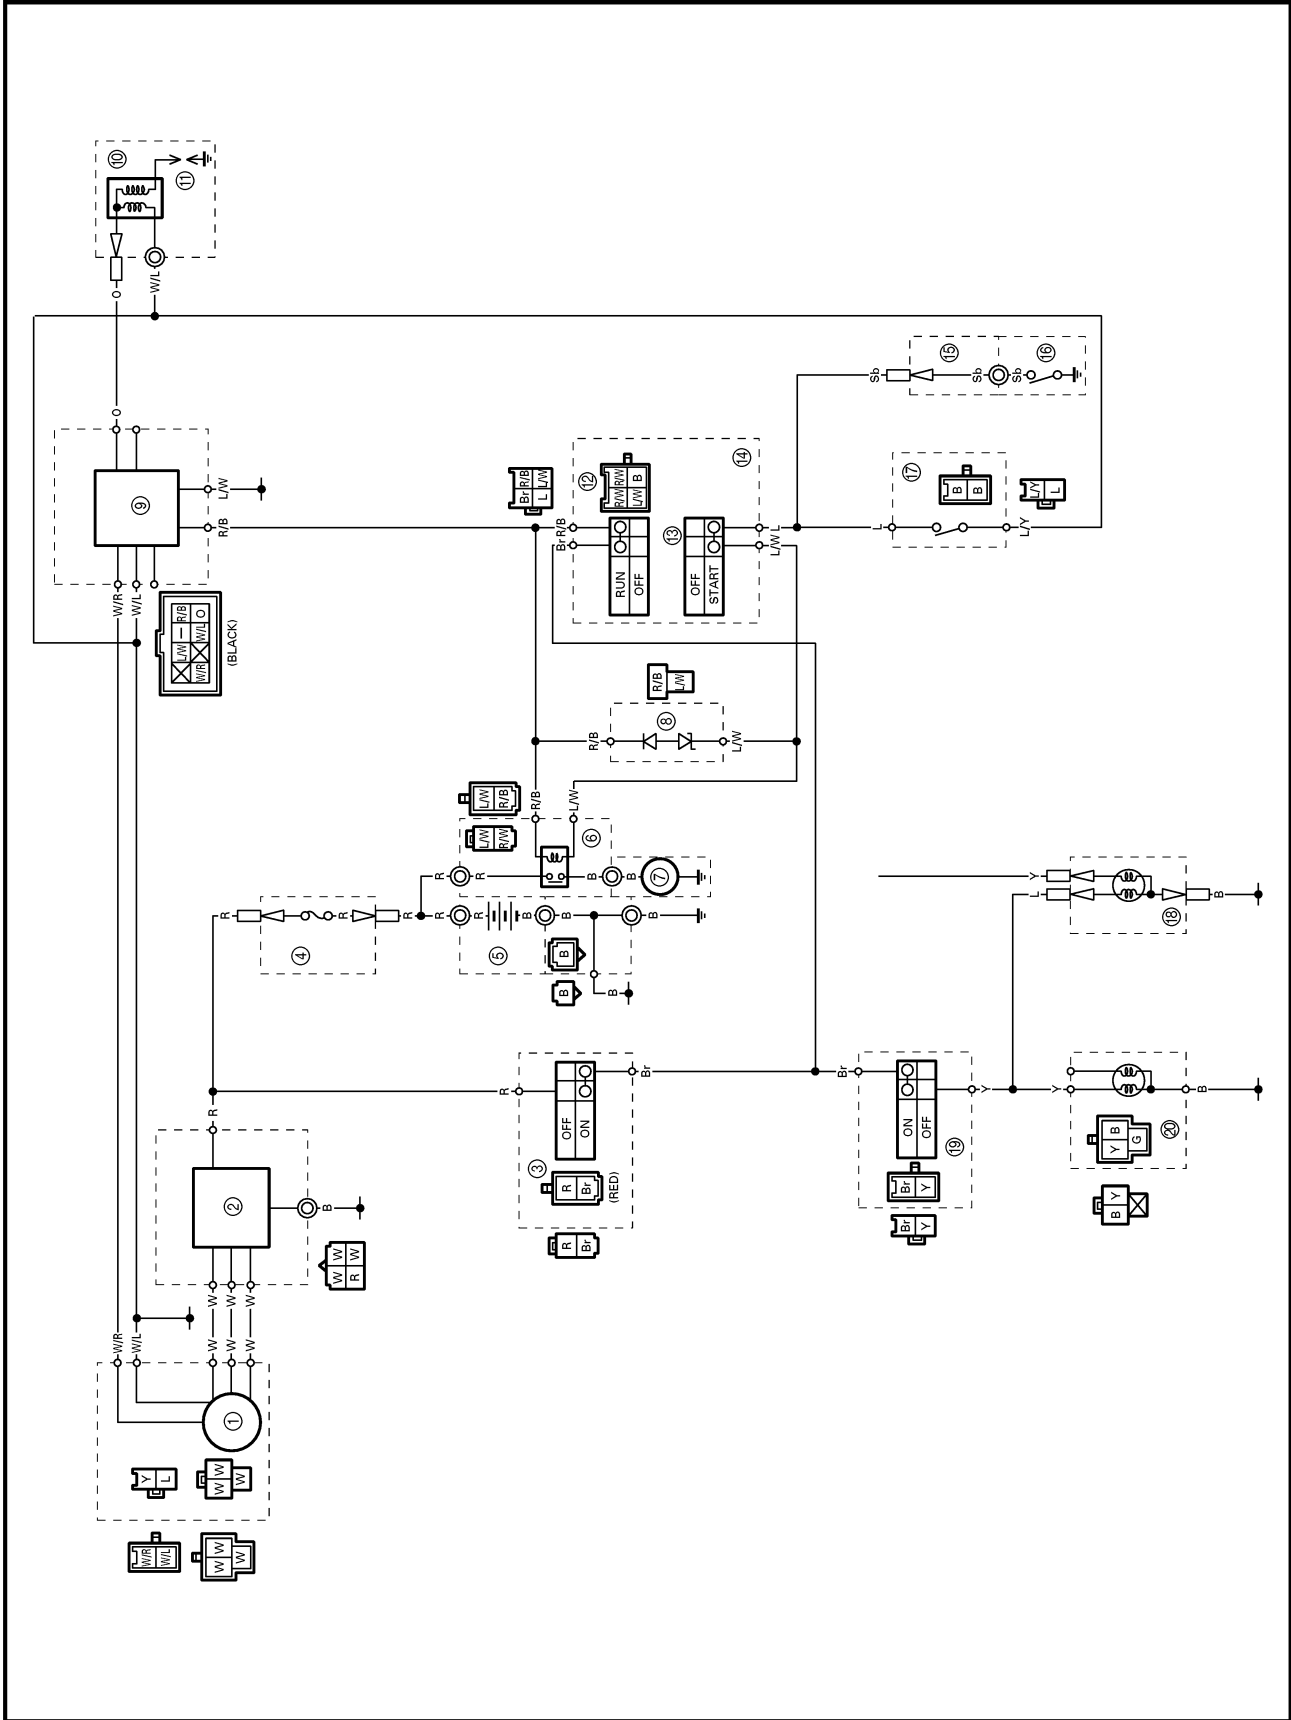 10
11
O
W/L
O
9
L/W
R/B
W/R
W/L
L/W — R/B
W/R W/L O
(BLACK)
Sb
15
Sb
Sb
16
Br R/B
L L/W
12
R/W R/W
L/W B
14
R/B
Br
RUN
OFF
13
OFF
START
L
L/W
17
B B
L/Y
L
L
L/Y
R/B
L/W
R/B
8
L/W
L/W
R/B
L/W
R/W
R/B
L/W
6
R
R
B
B
7
R
4
R
R
R
R
B
B
B
5
B
B
B
Y
L
18
B
R
2
B
W W
W R
R
OFF
ON
3
R
Br
(RED)
R
Br
Br
Br
ON
OFF
19
Br
Y
Br
Y
Y
Y
B
20
Y B
G
B Y
W/R
W/L
W
W
W
W
W
W
1
Y
L
W W
W
W/R
W/L
W W
W